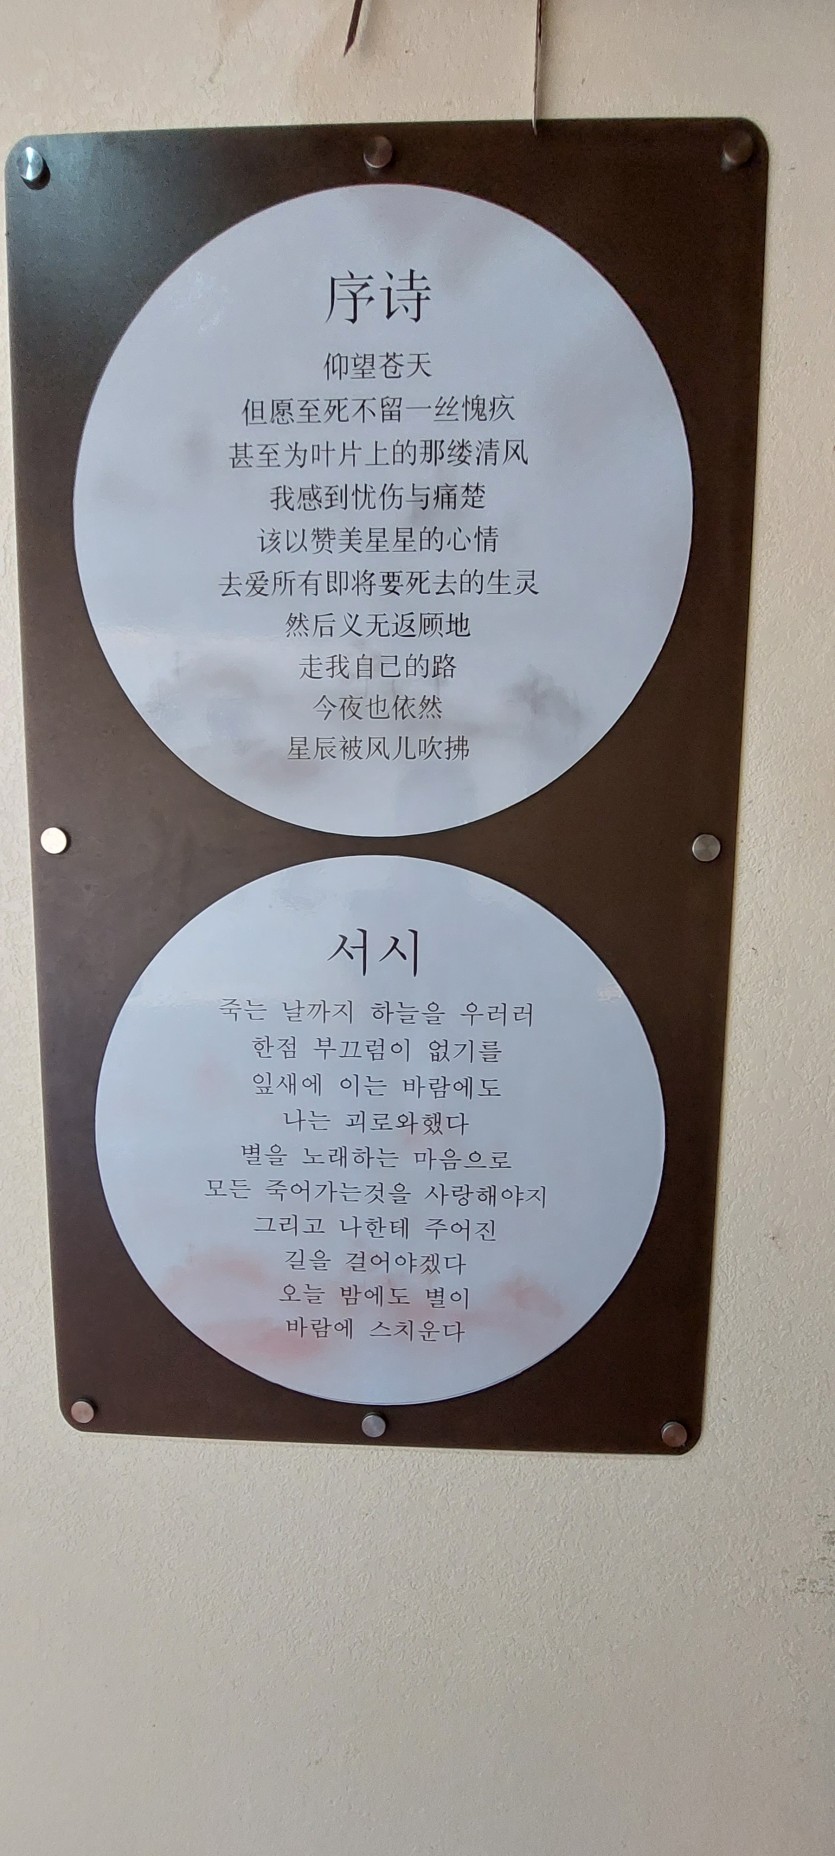 序诗
仰望苍天
但愿至死不留一丝愧疚
甚至为叶片上的那缕清风
我感到忧伤与痛楚
该以赞美星星的心情
去爱所有即将要死去的生灵
然后义无返顾地
走我自己的路
今夜也依然
星辰被风儿吹拂
서시
죽는 날까지 하늘을 우러러
한점 부끄럼이 없기를
잎새에 이는 바람에도
나는 괴로와했다
별을 노래하는 마음으로
모든 죽어가는것을 사랑해야지
그리고 나한테 주어진
길을 걸어야겠다
오늘 밤에도 별이
바람에 스치운다